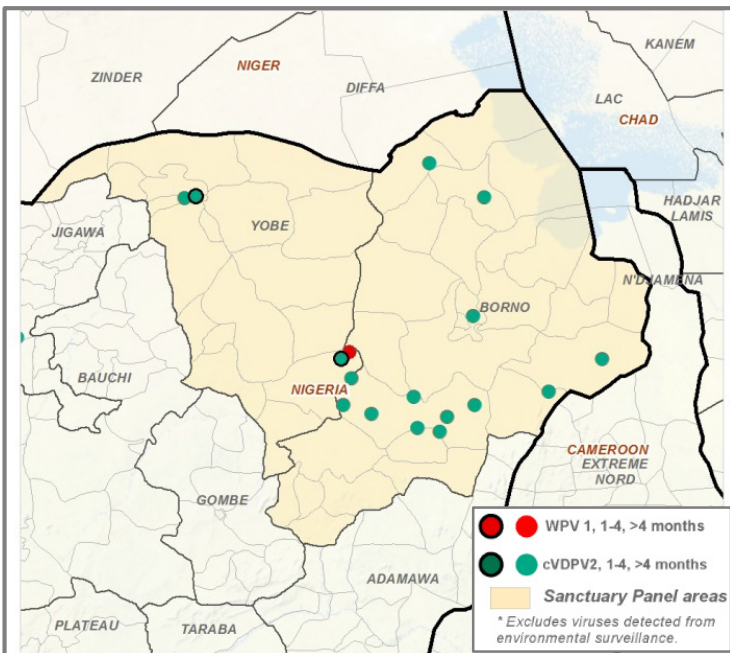 KANEM
ZINDER
NIGER
DIFFA
LAC
CHAD
HADJAR
LAMIS
JIGAWA
YOBE
N'DJAMENA
BORNO
BAUCHI
NIGERIA
CAMEROON
EXTREME
NORD
GOMBE
ADAMAWA
PLATEAU
TARABA
WPV 1, 1-4, >4 months
cVDPV2, 1-4, >4 months
Sanctuary Panel areas
* Excludes viruses detected from
environmental surveillance.